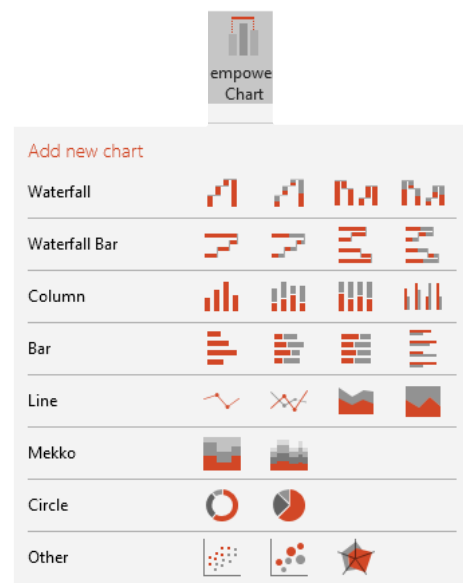 empowe
Chart
Add new chart
Waterfall
Waterfall Bar
Column
Bar
Line
Mekko
Circle
Other